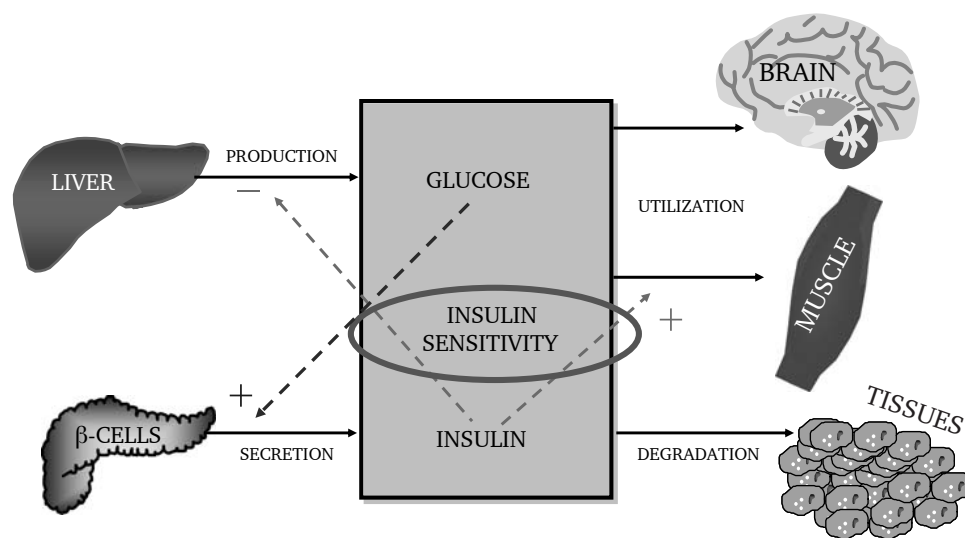 BRAIN
PRODUCTION
LIVER
−
GLUCOSE
UTILIZATION
MUSCLE
INSULIN
SENSITIVITY
+
+
TISSUES
β-CELLS
INSULIN
SECRETION
DEGRADATION